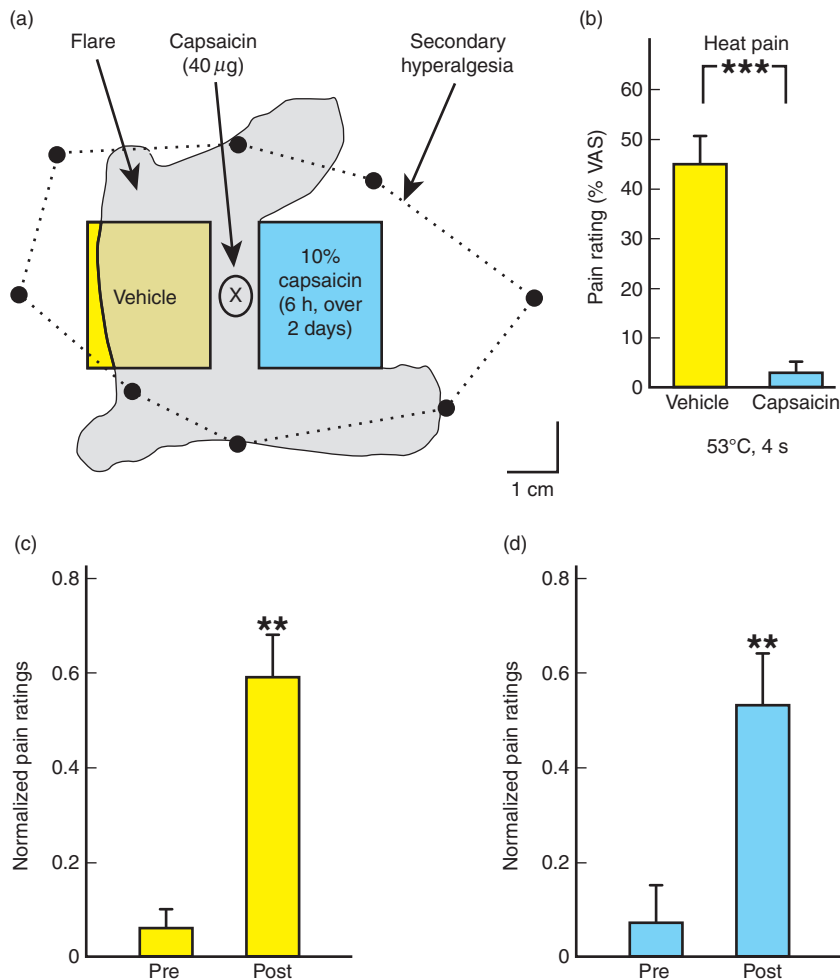 (a)
Flare
Capsaicin
(40 μg)
Secondary
hyperalgesia
Vehicle
X
10%
capsaicin
(6 h, over
2 days)
1 cm
(b)
Heat pain
***
Pain rating (% VAS)
60
50
40
30
20
10
0
Vehicle Capsaicin
53°C, 4 s
(c)
Normalized pain ratings
0.8
0.6
0.4
0.2
0
**
Pre Post
(d)
Normalized pain ratings
0.8
0.6
0.4
0.2
0
**
Pre Post